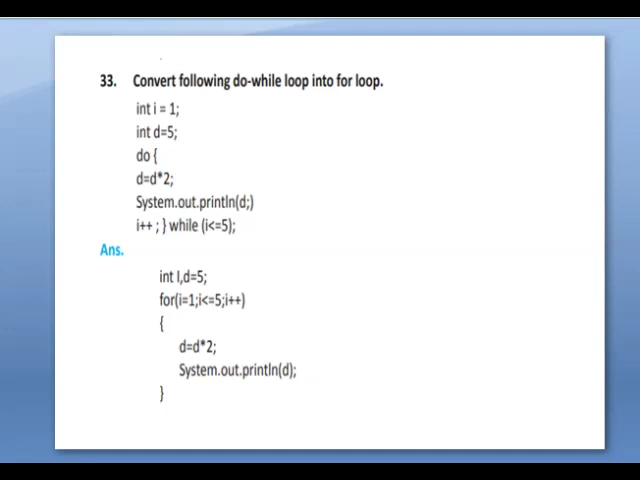 33. Convert following do-while loop into for loop.
int i = 1;
int d=5;
do {
d=d*2;
System.out.println(d;)
i++ ; } while (i<=5);
Ans.
int I,d=5;
for(i=1;i<=5;i++)
{
d=d*2;
System.out.println(d);
}